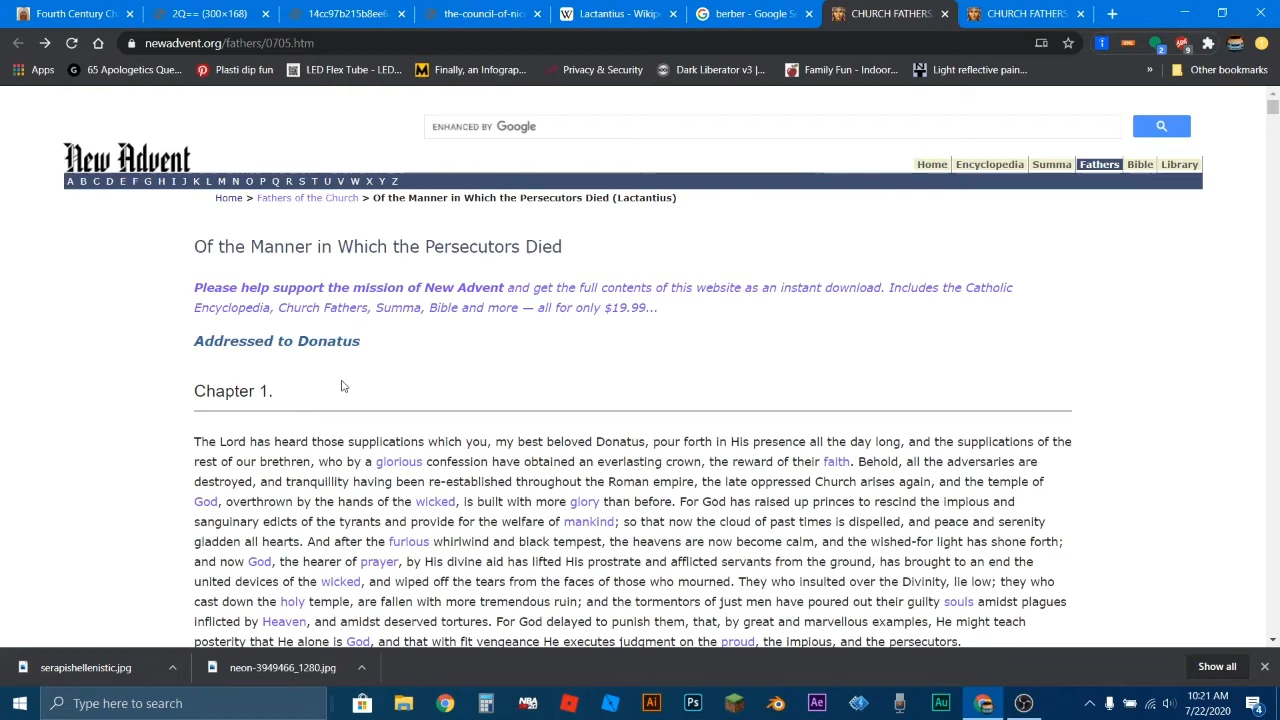 Fourth Century Ch
2Q== (300×168)
14cc97b215b8ee6
the-council-of-nic
Lactantius - Wikip
berber - Google Se
CHURCH FATHERS
CHURCH FATHERS
newadvent.org/fathers/0705.htm
Apps
65 Apologetics Que...
Plasti dip fun
LED Flex Tube - LED...
Finally, an Infograp...
Privacy & Security
Dark Liberator v3 |...
Family Fun - Indoor...
Light reflective pain...
»
Other bookmarks
ENHANCED BY Google
New Advent
Home Encyclopedia Summa Fathers Bible Library
A B C D E F G H I J K L M N O P Q R S T U V W X Y Z
Home > Fathers of the Church > Of the Manner in Which the Persecutors Died (Lactantius)
Of the Manner in Which the Persecutors Died
Please help support the mission of New Advent and get the full contents of this website as an instant download. Includes the Catholic
Encyclopedia, Church Fathers, Summa, Bible and more — all for only $19.99...
Addressed to Donatus
Chapter 1.
The Lord has heard those supplications which you, my best beloved Donatus, pour forth in His presence all the day long, and the supplications of the
rest of our brethren, who by a glorious confession have obtained an everlasting crown, the reward of their faith. Behold, all the adversaries are
destroyed, and tranquillity having been re-established throughout the Roman empire, the late oppressed Church arises again, and the temple of
God, overthrown by the hands of the wicked, is built with more glory than before. For God has raised up princes to rescind the impious and
sanguinary edicts of the tyrants and provide for the welfare of mankind; so that now the cloud of past times is dispelled, and peace and serenity
gladden all hearts. And after the furious whirlwind and black tempest, the heavens are now become calm, and the wished-for light has shone forth;
and now God, the hearer of prayer, by His divine aid has lifted His prostrate and afflicted servants from the ground, has brought to an end the
united devices of the wicked, and wiped off the tears from the faces of those who mourned. They who insulted over the Divinity, lie low; they who
cast down the holy temple, are fallen with more tremendous ruin; and the tormentors of just men have poured out their guilty souls amidst plagues
inflicted by Heaven, and amidst deserved tortures. For God delayed to punish them, that, by great and marvellous examples, He might teach
posterity that He alone is God, and that with fit vengeance He executes judgment on the proud, the impious, and the persecutors.
serapishellenistic.jpg
neon-3949466_1280.jpg
Show all
Type here to search
NBA
Ai
Ps
Ae
Au
10:21 AM
7/22/2020
4